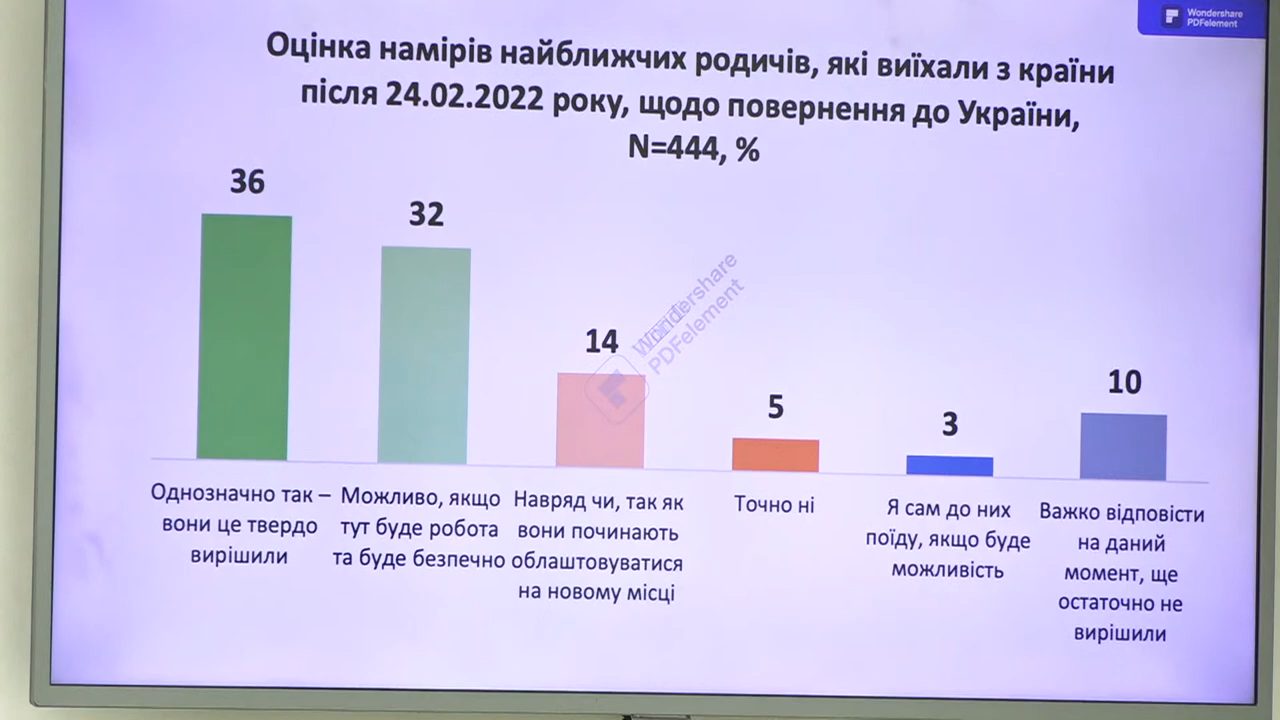 Wondershare
PDFelement
Оцінка намірів найближчих родичів, які виїхали з країни
після 24.02.2022 року, щодо повернення до України,
N=444, %
36
32
14
5
3
10
Wondershare
PDFelement
Однозначно так –
вони це твердо
вирішили
Можливо, якщо
тут буде робота
та буде безпечно
Навряд чи, так як
вони починають
облаштовуватися
на новому місці
Точно ні
Я сам до них
поїду, якщо буде
можливість
Важко відповісти
на даний
момент, ще
остаточно не
вирішили